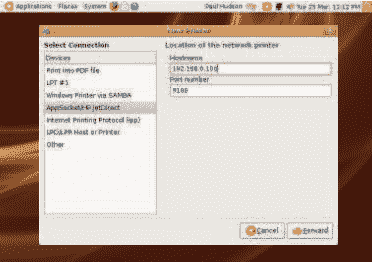 Applications Places System
Paul Hudson
Tue 25 Mar, 12:12 PM
New Printer
Select Connection
Devices
Print into PDF file
LPT #1
Windows Printer via SAMBA
AppSocket/HP JetDirect
Internet Printing Protocol (ipp)
LPD/LPR Host or Printer
Other
Location of the network printer
Hostname
192.168.0.100
Port number
9100
Cancel
Forward